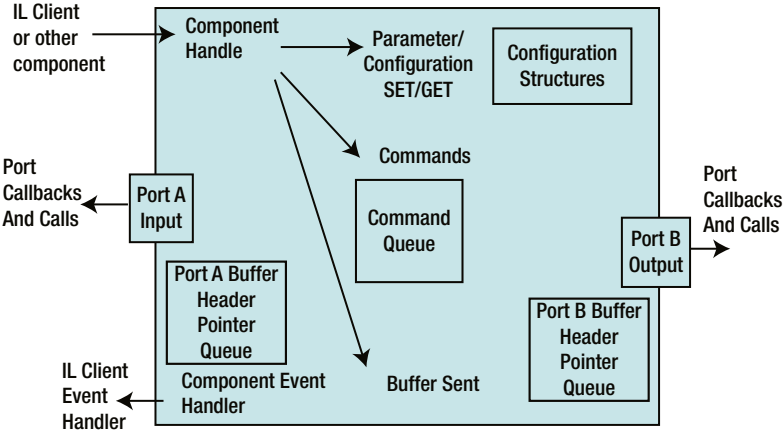 IL Client
or other
component
Component
Handle
Parameter/
Configuration
SET/GET
Configuration
Structures
Commands
Command
Queue
Port
Callbacks
And Calls
Port A
Input
Port
Callbacks
And Calls
Port B
Output
Port A Buffer
Header
Pointer
Queue
Port B Buffer
Header
Pointer
Queue
IL Client
Event
Handler
Component Event
Handler
Buffer Sent